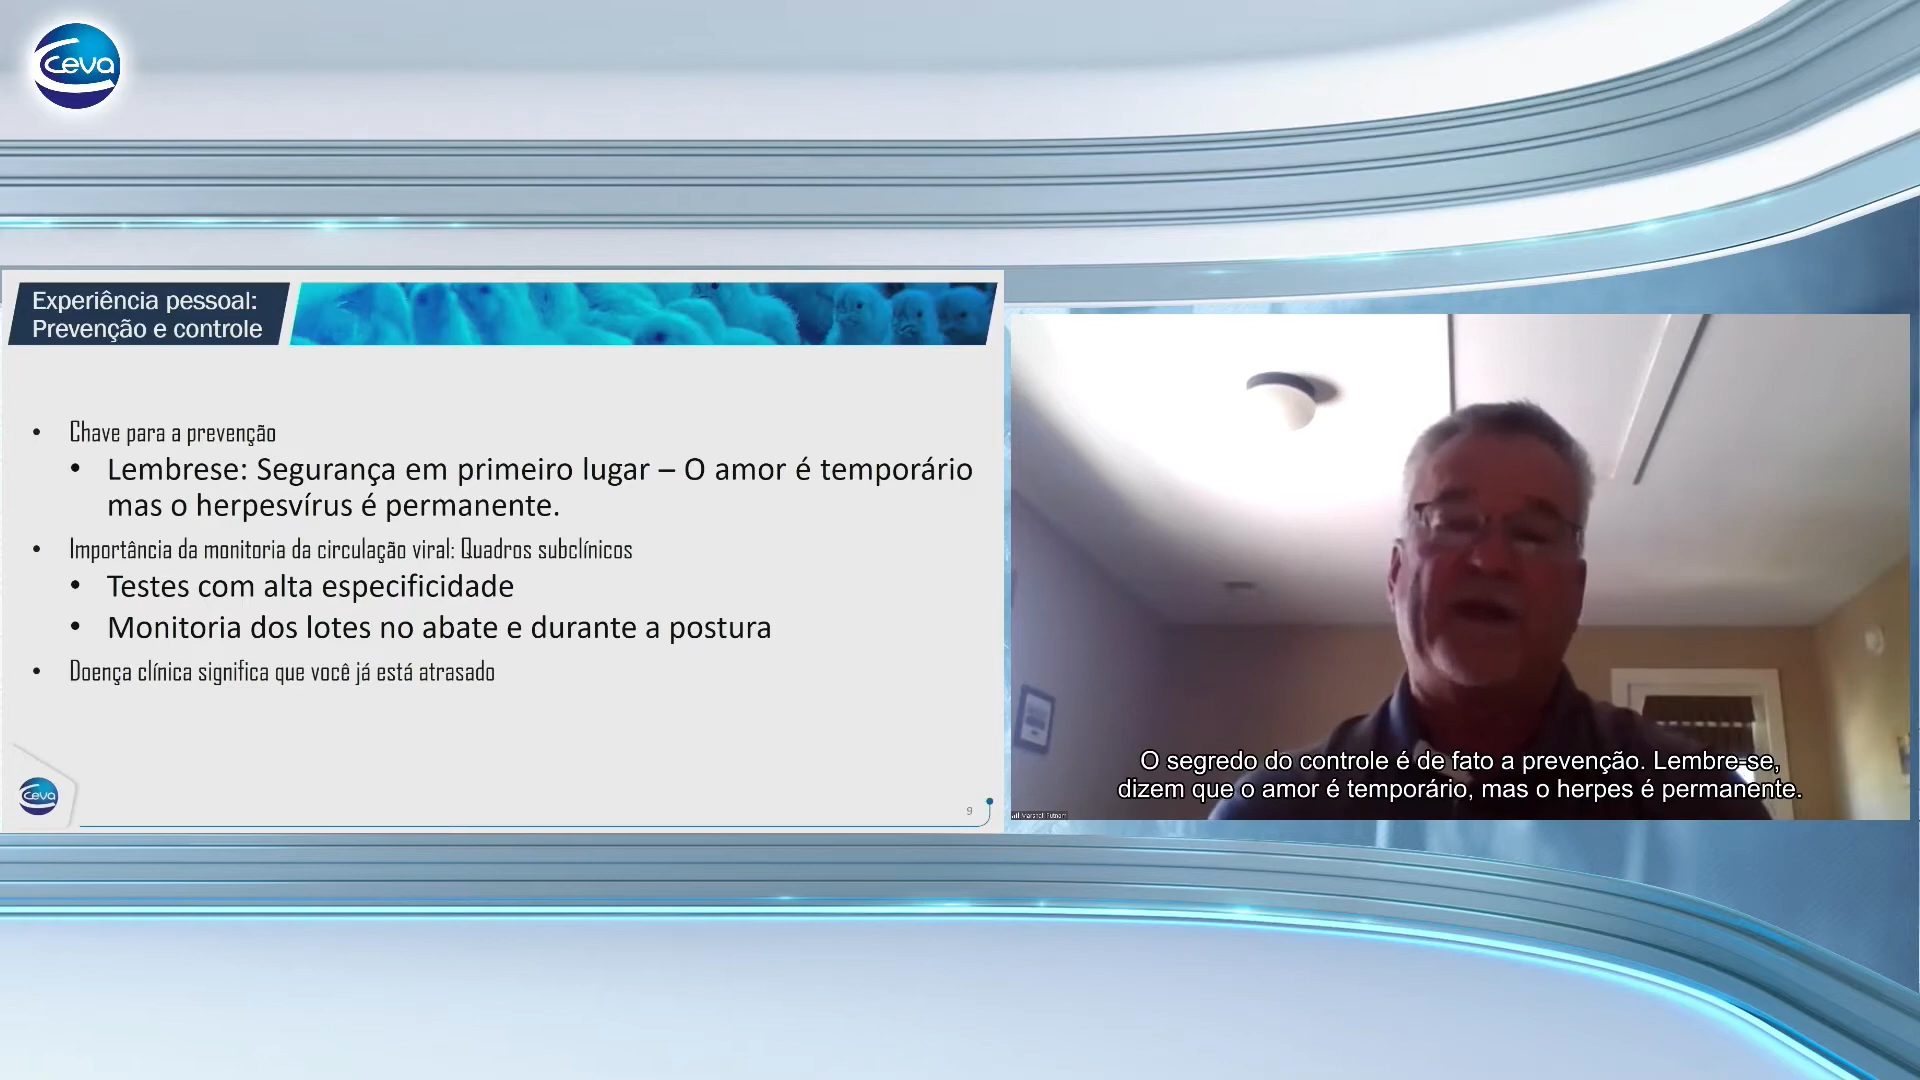 Ceva
Experiência pessoal:
Prevenção e controle
• Chave para a prevenção
• Lembrese: Segurança em primeiro lugar – O amor é temporário
mas o herpesvírus é permanente.
• Importância da monitoria da circulação viral: Quadros subclínicos
• Testes com alta especificidade
• Monitoria dos lotes no abate e durante a postura
• Doença clínica significa que você já está atrasado
Ceva
9
O segredo do controle é de fato a prevenção. Lembre-se,
dizem que o amor é temporário, mas o herpes é permanente.
Marshall Putnam